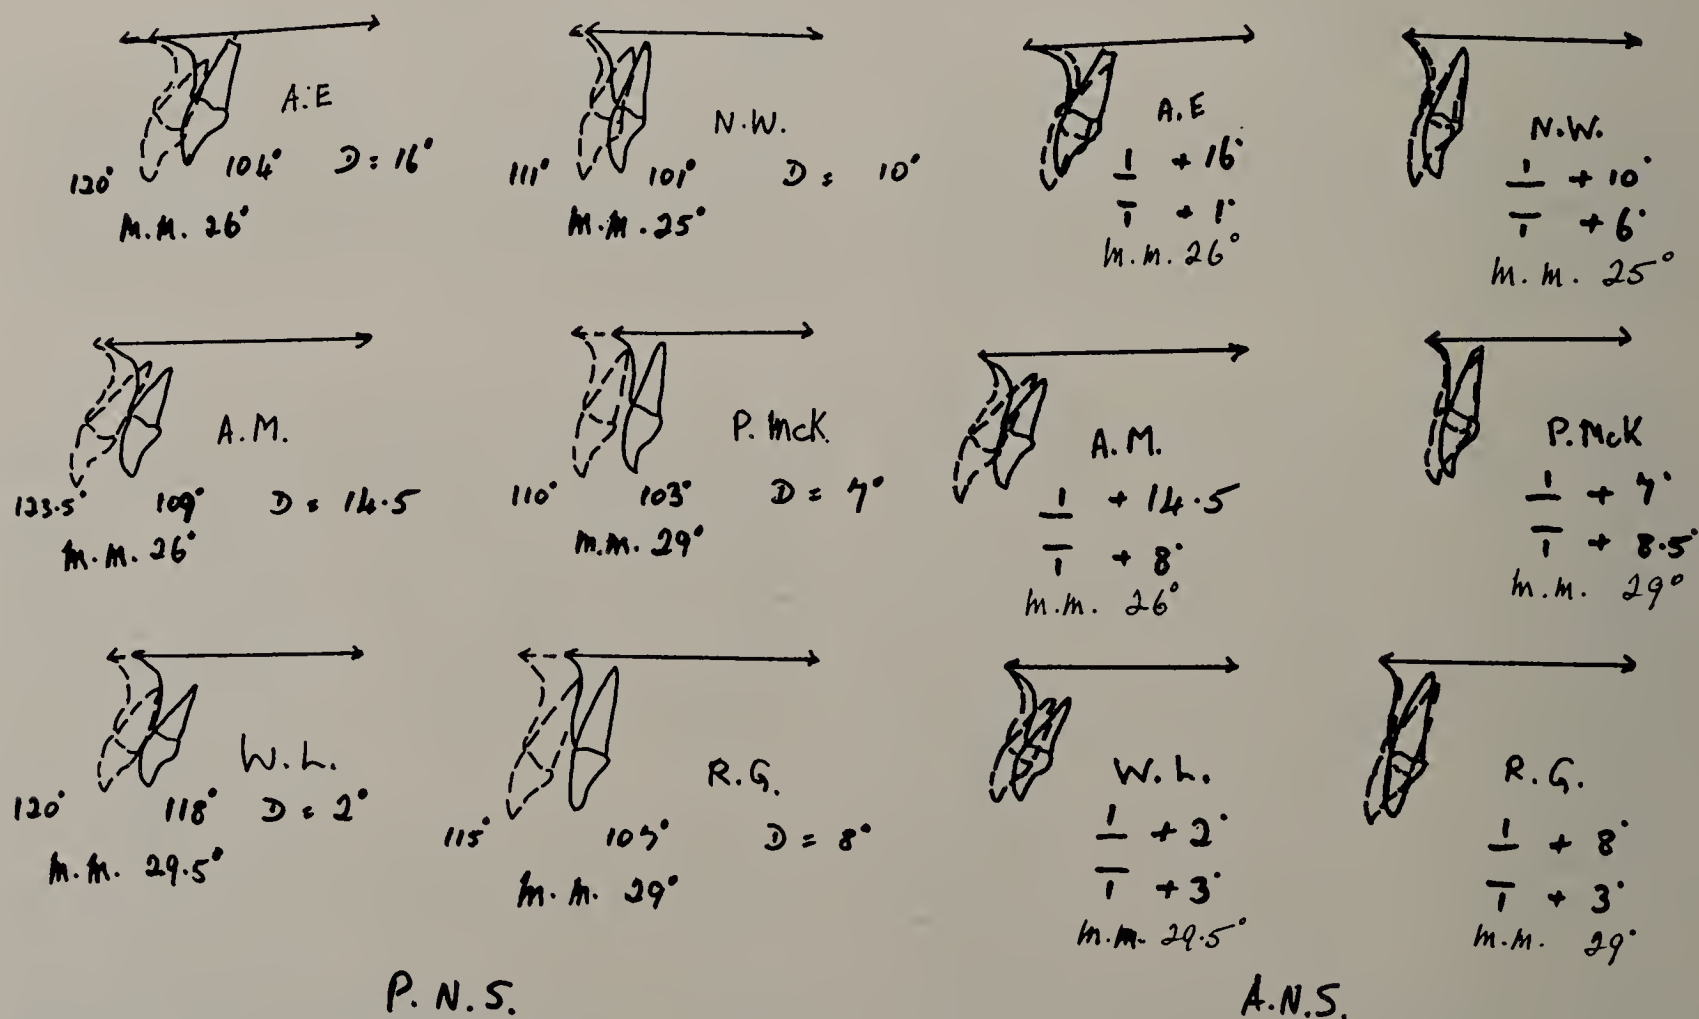 A.E
120° 104° D = 16°
M.M. 26°
N.W.
111° 101° D = 10°
M.M. 25°
A.E
1 + 16°
1 + 1°
m.m. 26°
N.W.
1 + 10°
1 + 6°
m.m. 25°
A.M.
123.5° 109° D = 14.5
M.M. 26°
P. McK
110° 103° D = 7°
m.m. 29°
A.M.
1 + 14.5
1 + 8°
m.m. 26°
P. McK
1 + 7°
1 + 8.5°
m.m. 29°
W.L.
120° 118° D = 2°
M.M. 29.5°
R.G.
115° 107° D = 8°
M.M. 29°
W.L.
1 + 2°
1 + 3°
m.m. 29.5°
R.G.
1 + 8°
1 + 3°
m.m. 29°
P.N.S.
A.N.S.